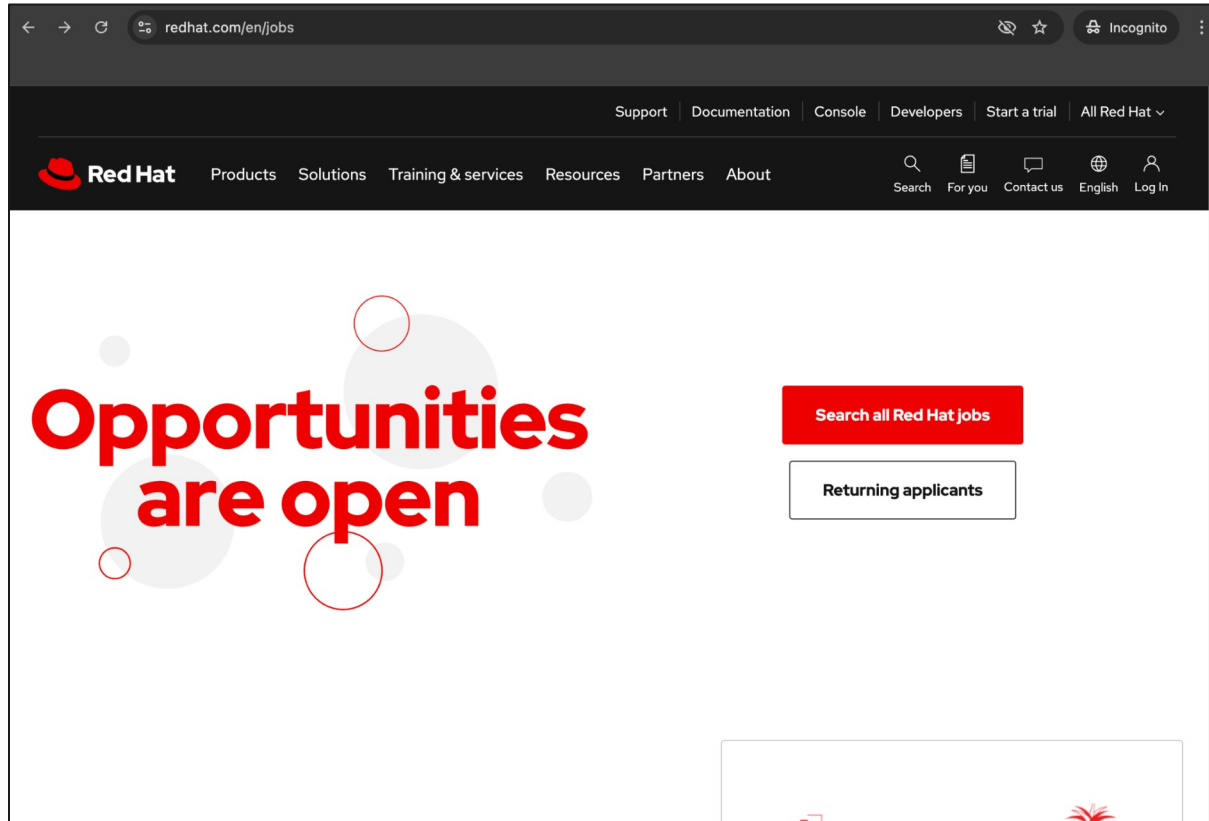 redhat.com/en/jobs
Incognito
Support Documentation Console Developers Start a trial All Red Hat
Red Hat Products Solutions Training & services Resources Partners About
Search For you Contact us English Log In
Opportunities
are open
Search all Red Hat jobs
Returning applicants